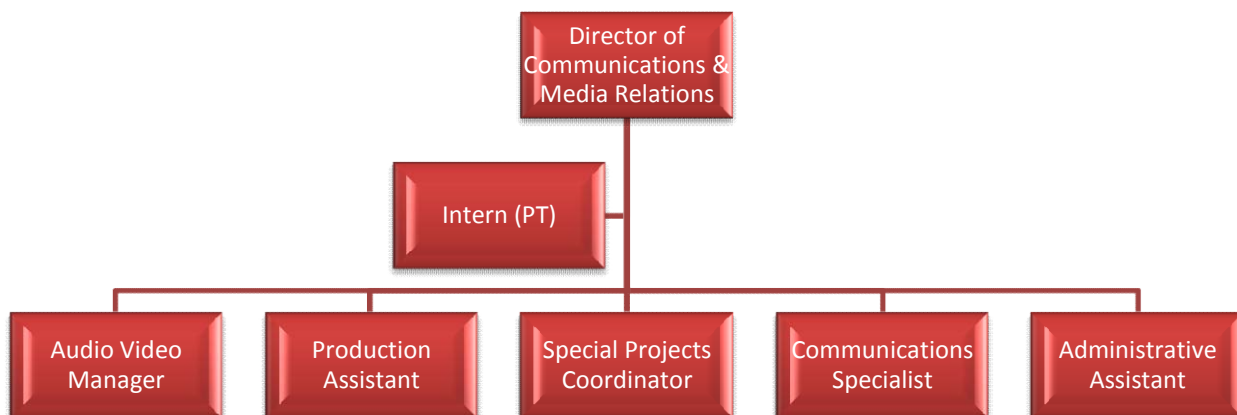 Director of
Communications &
Media Relations
Intern (PT)
Audio Video
Manager
Production
Assistant
Special Projects
Coordinator
Communications
Specialist
Administrative
Assistant